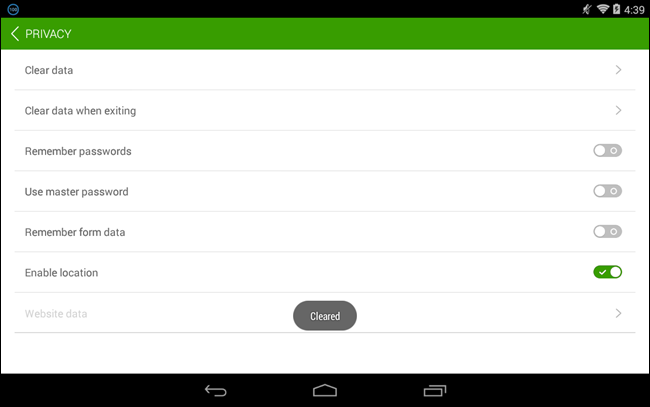 100
4:39
PRIVACY
Clear data
Clear data when exiting
Remember passwords
Use master password
Remember form data
Enable location
Website data
Cleared